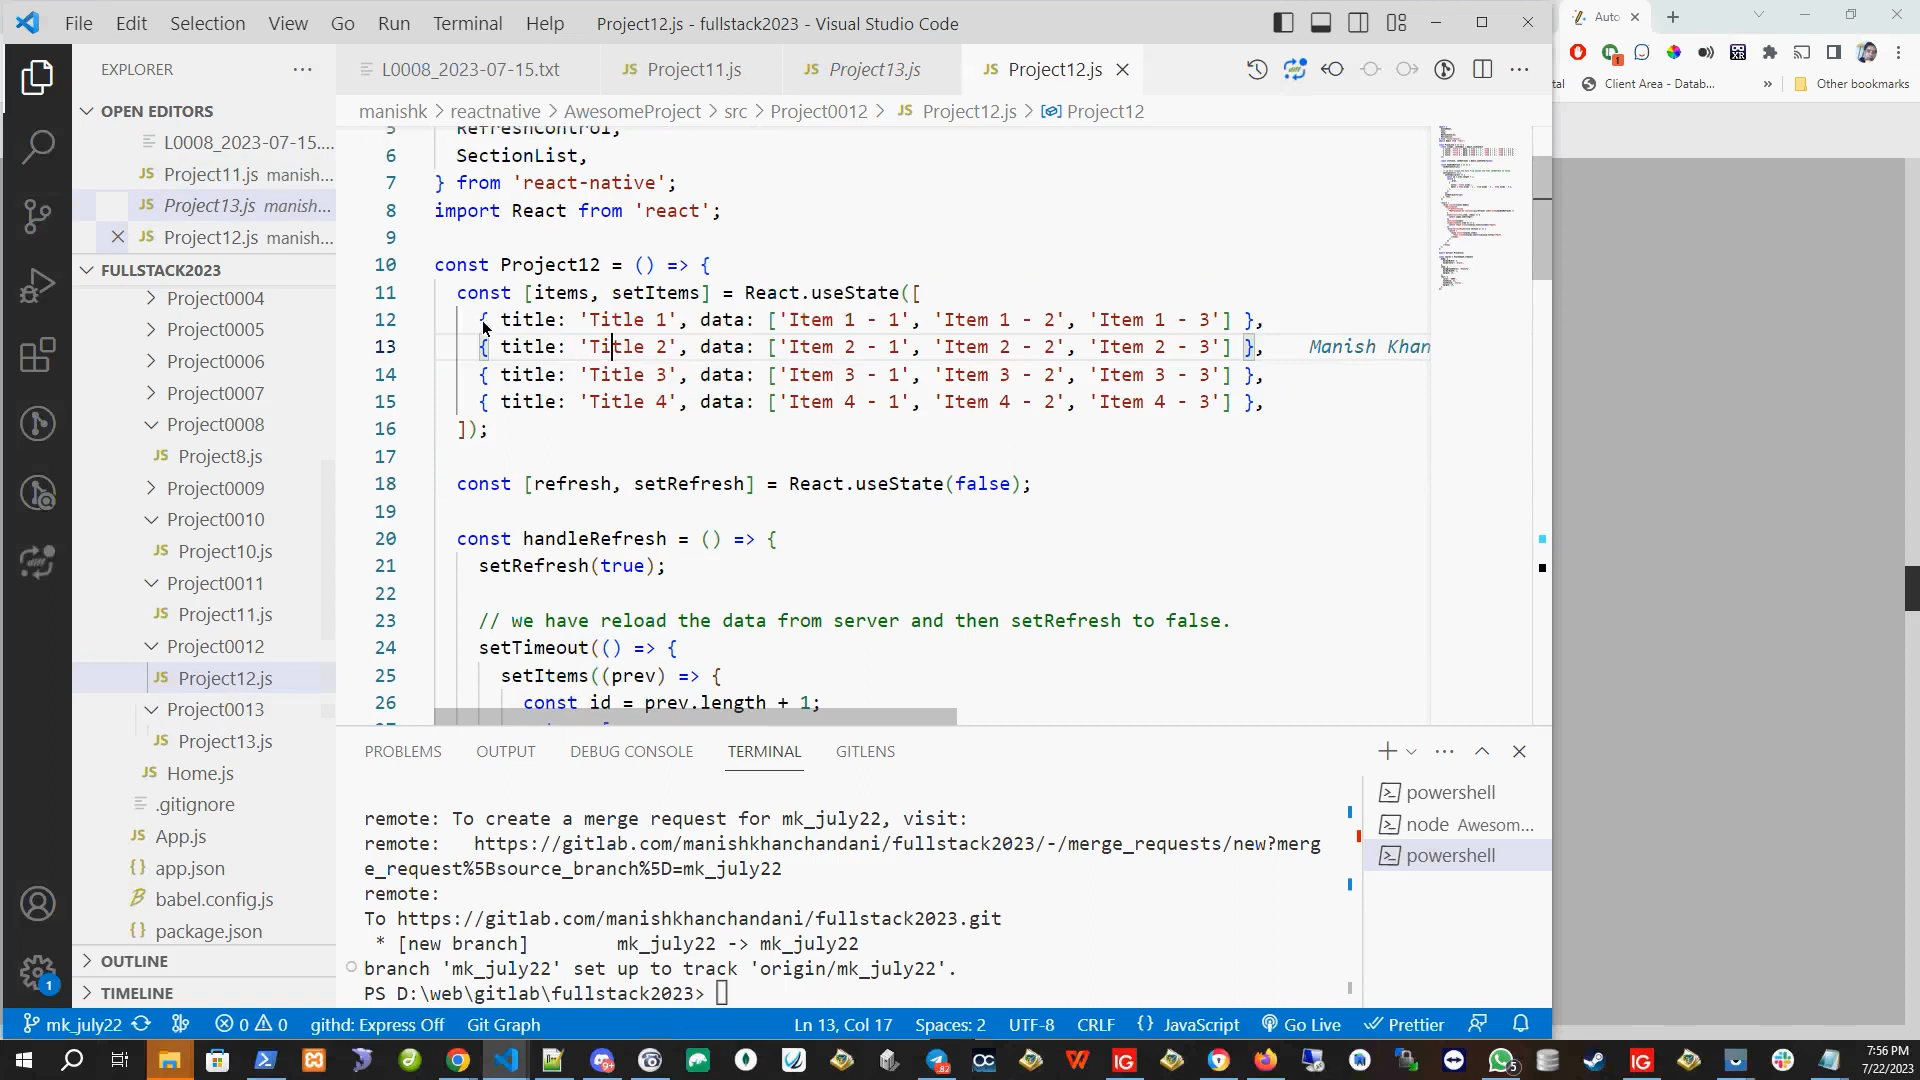 File Edit Selection View Go Run Terminal Help Project12.js - fullstack2023 - Visual Studio Code
Auto
EXPLORER
L0008_2023-07-15.txt Project11.js Project13.js Project12.js
tal Client Area - Datab... » Other bookmarks
OPEN EDITORS
manishk > reactnative > AwesomeProject > src > Project0012 > JS Project12.js > Project12
L0008_2023-07-15....
JS Project11.js manish...
JS Project13.js manish...
JS Project12.js manish...
FULLSTACK2023
Project0004
Project0005
Project0006
Project0007
Project0008
JS Project8.js
Project0009
Project0010
JS Project10.js
Project0011
JS Project11.js
Project0012
JS Project12.js
Project0013
JS Project13.js
JS Home.js
.gitignore
JS App.js
{} app.json
babel.config.js
{} package.json
OUTLINE
TIMELINE
5 RefreshControl,
6 SectionList,
7 } from 'react-native';
8 import React from 'react';
9
10 const Project12 = () => {
11 const [items, setItems] = React.useState([
12 { title: 'Title 1', data: ['Item 1 - 1', 'Item 1 - 2', 'Item 1 - 3'] },
13 { title: 'Title 2', data: ['Item 2 - 1', 'Item 2 - 2', 'Item 2 - 3'] }, Manish Khan
14 { title: 'Title 3', data: ['Item 3 - 1', 'Item 3 - 2', 'Item 3 - 3'] },
15 { title: 'Title 4', data: ['Item 4 - 1', 'Item 4 - 2', 'Item 4 - 3'] },
16 ]);
17
18 const [refresh, setRefresh] = React.useState(false);
19
20 const handleRefresh = () => {
21 setRefresh(true);
22
23 // we have reload the data from server and then setRefresh to false.
24 setTimeout(() => {
25 setItems((prev) => {
26 const id = prev.length + 1;
PROBLEMS OUTPUT DEBUG CONSOLE TERMINAL GITLENS
remote: To create a merge request for mk_july22, visit:
remote:   https://gitlab.com/manishkhanchandani/fullstack2023/-/merge_requests/new?merg
e_request%5Bsource_branch%5D=mk_july22
remote:
To https://gitlab.com/manishkhanchandani/fullstack2023.git
* [new branch] mk_july22 -> mk_july22
branch 'mk_july22' set up to track 'origin/mk_july22'.
PS D:\web\gitlab\fullstack2023>
powershell
node Awesom...
powershell
mk_july22 0 0 githd: Express Off Git Graph Ln 13, Col 17 Spaces: 2 UTF-8 CRLF {} JavaScript Go Live Prettier
7:56 PM
7/22/2023